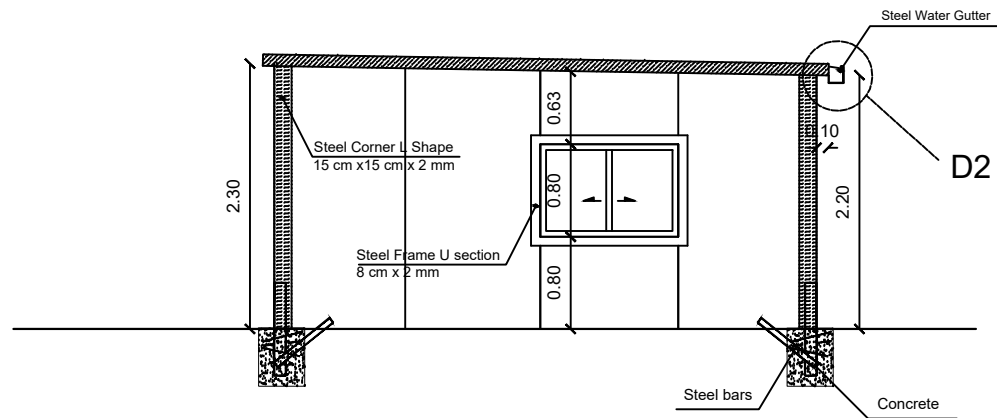 Steel Water Gutter
0.63
0.10
Steel Corner L Shape
15 cm x15 cm x 2 mm
D2
2.30
0.80
2.20
Steel Frame U section
8 cm x 2 mm
0.80
Steel bars
Concrete